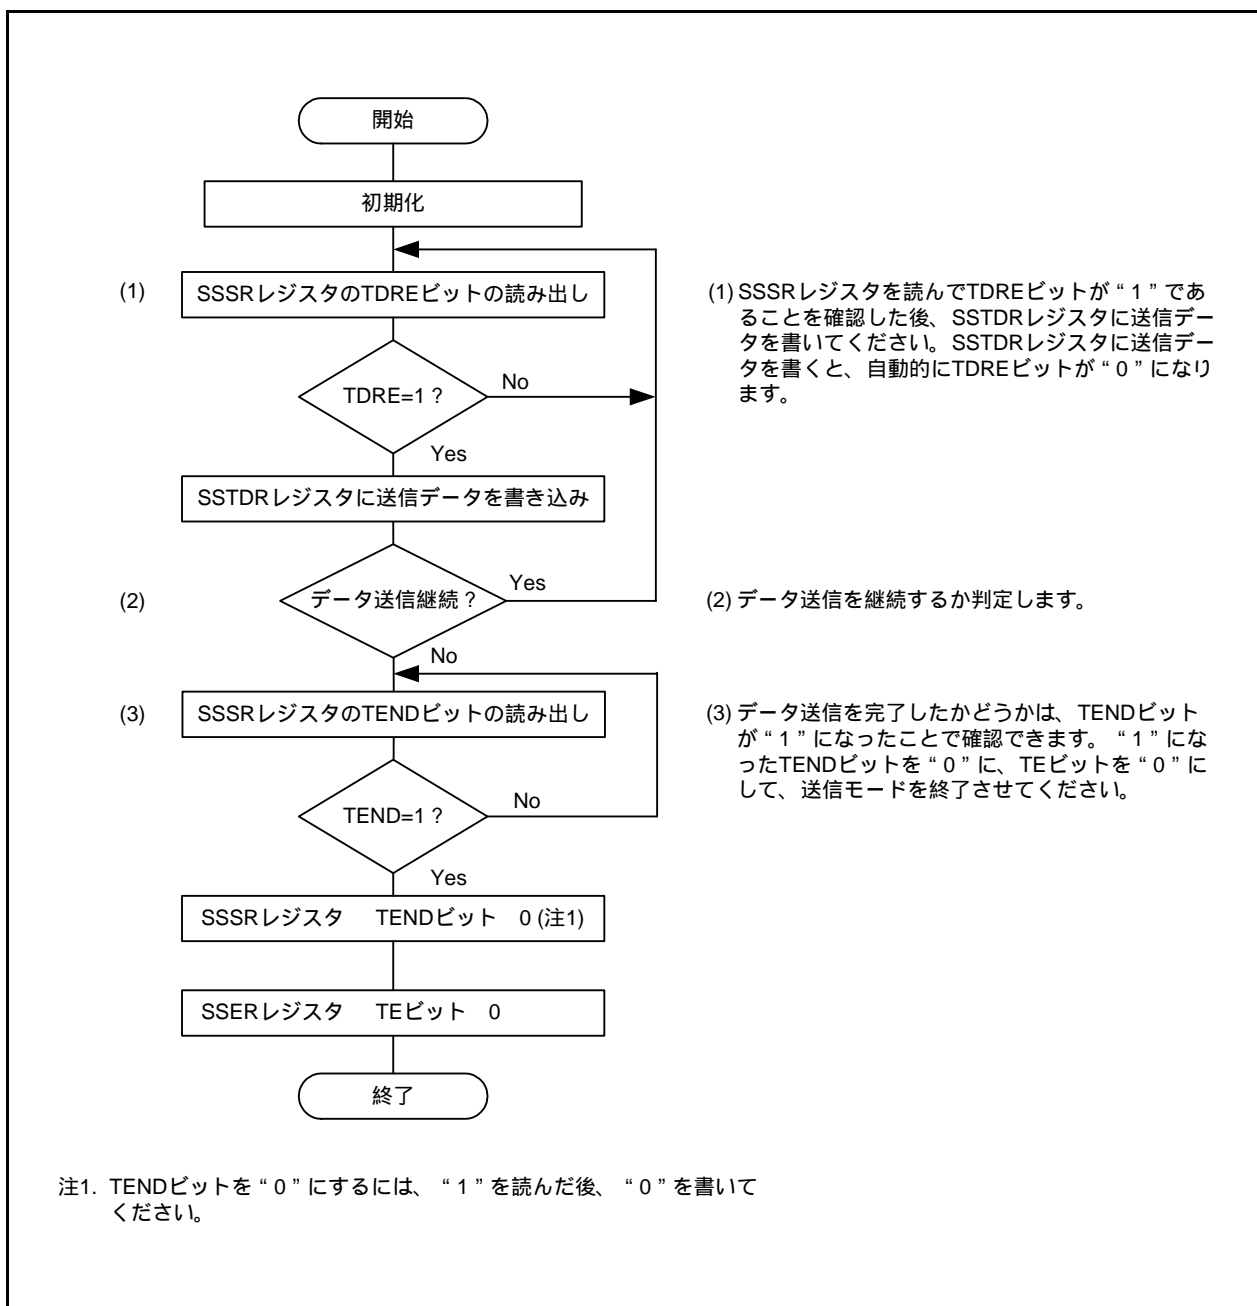 開始
初期化
(1)
SSSRレジスタのTDREビットの読み出し
TDRE=1 ?
No
Yes
SSTDRレジスタに送信データを書き込み
(2)
データ送信継続 ?
Yes
No
(3)
SSSRレジスタのTENDビットの読み出し
TEND=1 ?
No
Yes
SSSRレジスタ TENDビット 0 (注1)
SSERレジスタ TEビット 0
終了
(1) SSSRレジスタを読んでTDREビットが “ 1 ” であ
ることを確認した後、SSTDRレジスタに送信デー
タを書いてください。SSTDRレジスタに送信デー
タを書くと、自動的にTDREビットが “ 0 ” になり
ます。
(2) データ送信を継続するか判定します。
(3) データ送信を完了したかどうかは、TENDビット
が “ 1 ” になったことで確認できます。 “ 1 ” にな
ったTENDビットを “ 0 ” に、TEビットを “ 0 ” に
して、送信モードを終了させてください。
注1. TENDビットを “ 0 ” にするには、 “ 1 ” を読んだ後、 “ 0 ” を書いて
ください。